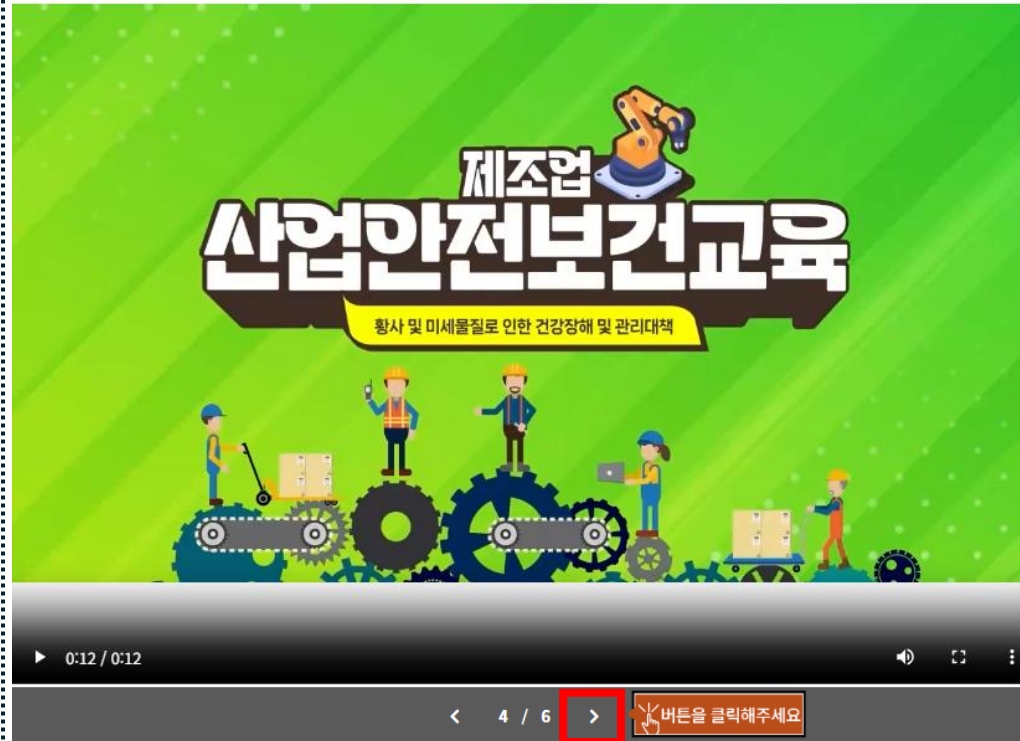 제조업
산업안전보건교육
황사 및 미세물질로 인한 건강장해 및 관리대책
0:12 / 0:12
4 / 6
버튼을 클릭해주세요